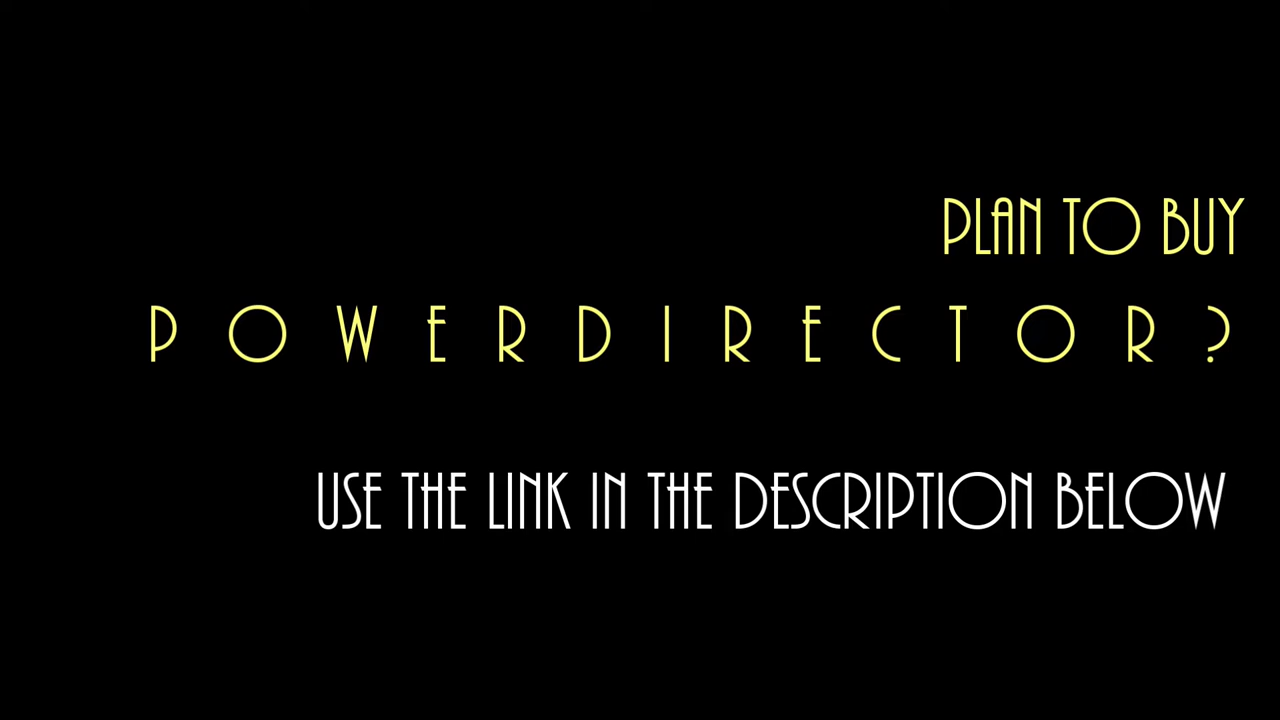 PLAN TO BUY
POWERDIRECTOR?
USE THE LINK IN THE DESCRIPTION BELOW